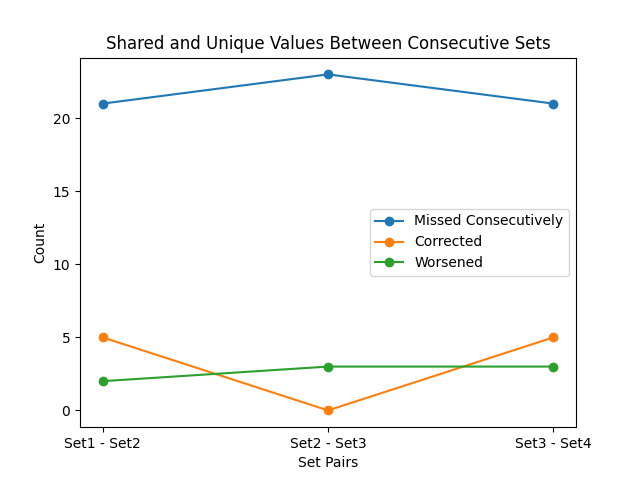 Shared and Unique Values Between Consecutive Sets
Count
20
15
10
5
0
Missed Consecutively
Corrected
Worsened
Set1 - Set2
Set2 - Set3
Set3 - Set4
Set Pairs